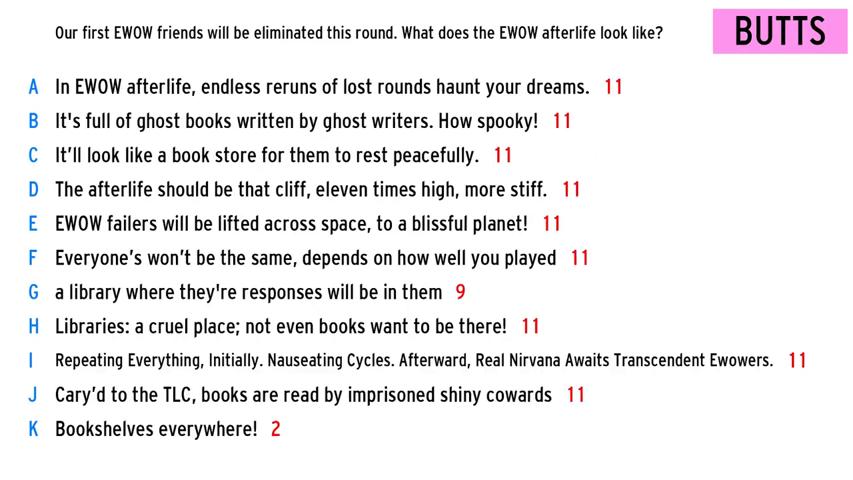 Our first EWOW friends will be eliminated this round. What does the EWOW afterlife look like?
BUTTS
A In EWOW afterlife, endless reruns of lost rounds haunt your dreams. 11
B It's full of ghost books written by ghost writers. How spooky! 11
C It’ll look like a book store for them to rest peacefully. 11
D The afterlife should be that cliff, eleven times high, more stiff. 11
E EWOW failers will be lifted across space, to a blissful planet! 11
F Everyone’s won’t be the same, depends on how well you played 11
G a library where they're responses will be in them 9
H Libraries: a cruel place; not even books want to be there! 11
I Repeating Everything, Initially. Nauseating Cycles. Afterward, Real Nirvana Awaits Transcendent Ewowers. 11
J Cary’d to the TLC, books are read by imprisoned shiny cowards 11
K Bookshelves everywhere! 2